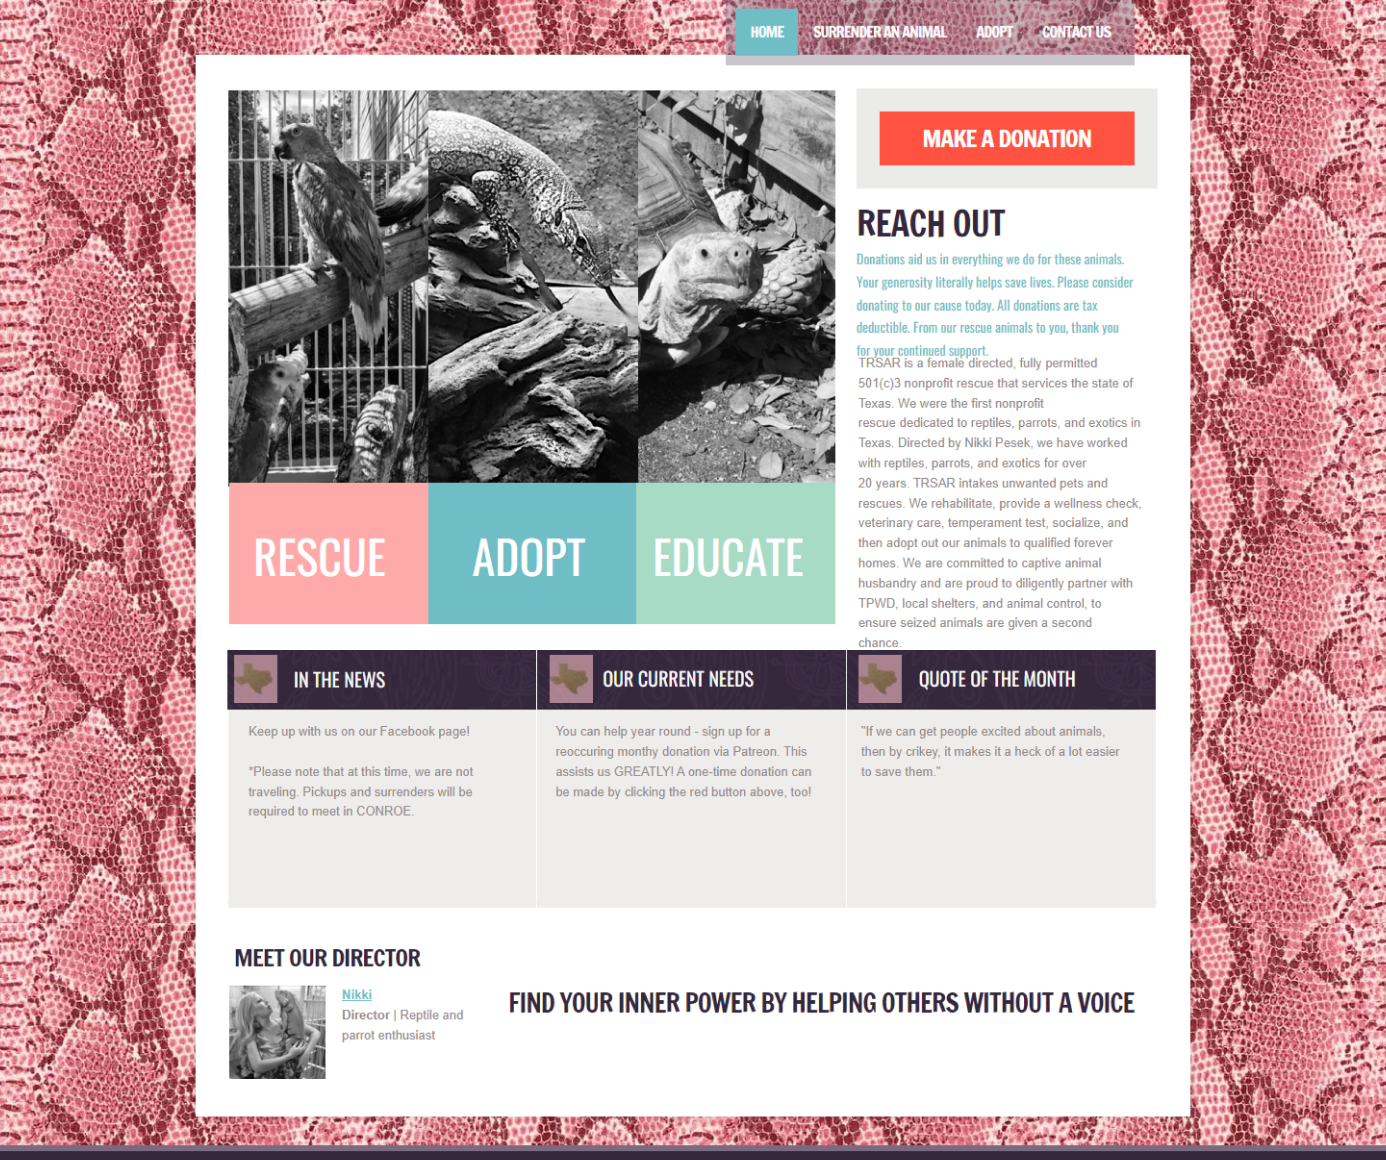 HOME
SURRENDER AN ANIMAL
ADOPT
CONTACT US
MAKE A DONATION
REACH OUT
Donations aid us in everything we do for these animals.
Your generosity literally helps save lives. Please consider
donating to our cause today. All donations are tax
deductible. From our rescue animals to you, thank you
for your continued support.
TRSAR is a female directed, fully permitted
501(c)3 nonprofit rescue that services the state of
Texas. We were the first nonprofit
rescue dedicated to reptiles, parrots, and exotics in
Texas. Directed by Nikki Pesek, we have worked
with reptiles, parrots, and exotics for over
20 years. TRSAR intakes unwanted pets and
rescues. We rehabilitate, provide a wellness check,
veterinary care, temperament test, socialize, and
then adopt out our animals to qualified forever
homes. We are committed to captive animal
husbandry and are proud to diligently partner with
TPWD, local shelters, and animal control, to
ensure seized animals are given a second
chance.
RESCUE
ADOPT
EDUCATE
IN THE NEWS
Keep up with us on our Facebook page!
*Please note that at this time, we are not
traveling. Pickups and surrenders will be
required to meet in CONROE.
OUR CURRENT NEEDS
You can help year round - sign up for a
reoccuring monthy donation via Patreon. This
assists us GREATLY! A one-time donation can
be made by clicking the red button above, too!
QUOTE OF THE MONTH
"If we can get people excited about animals,
then by crikey, it makes it a heck of a lot easier
to save them."
MEET OUR DIRECTOR
Nikki
Director | Reptile and
parrot enthusiast
FIND YOUR INNER POWER BY HELPING OTHERS WITHOUT A VOICE